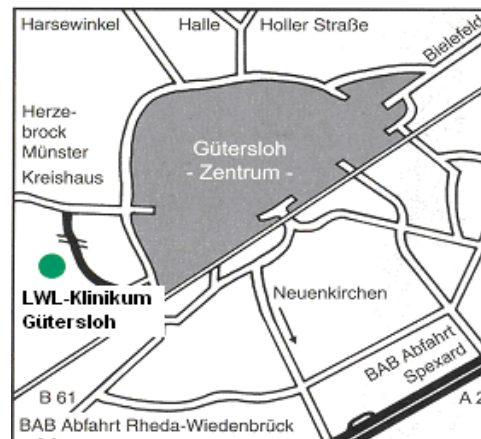 Harsewinkel
Halle
Holler Straße
Bielefeld
Herze-
brock
Münster
Kreishaus
Gütersloh
- Zentrum -
LWL-Klinikum
Gütersloh
Neuenkirchen
BAB Abfahrt
Spexard
B 61
A 2
BAB Abfahrt Rheda-Wiedenbrück